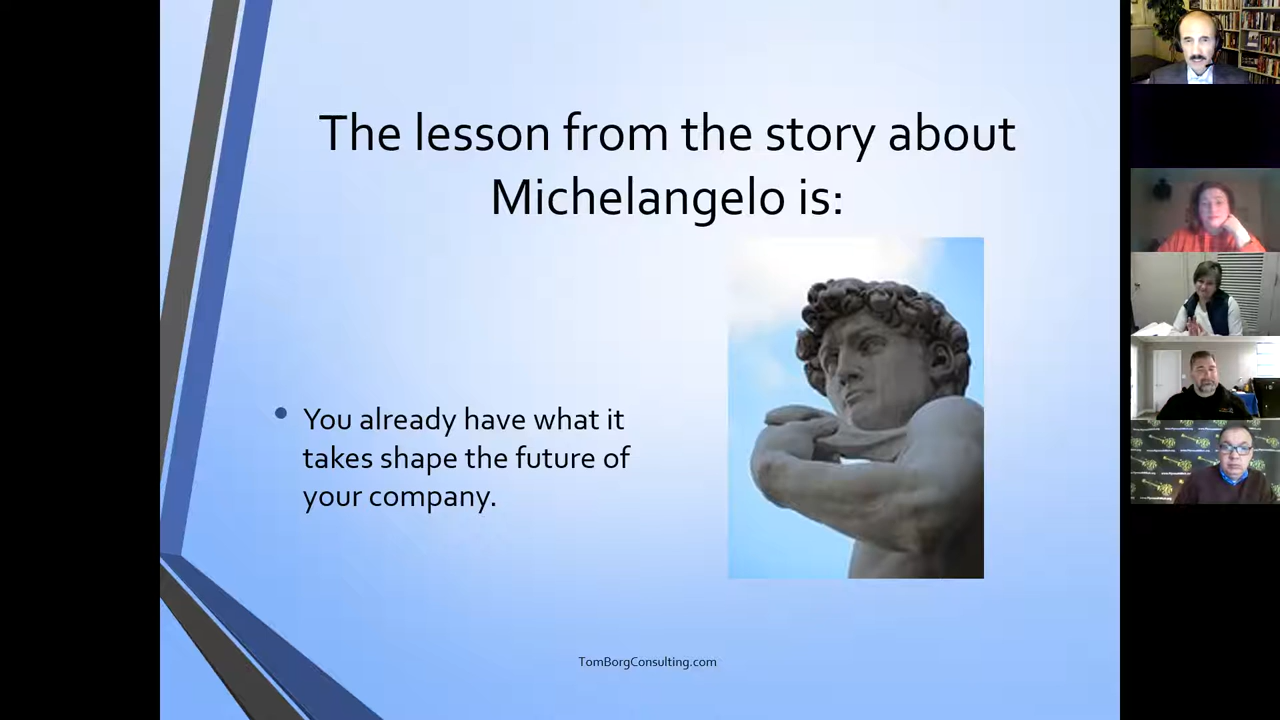 The lesson from the story about
Michelangelo is:
• You already have what it
takes shape the future of
your company.
TomBorgConsulting.com